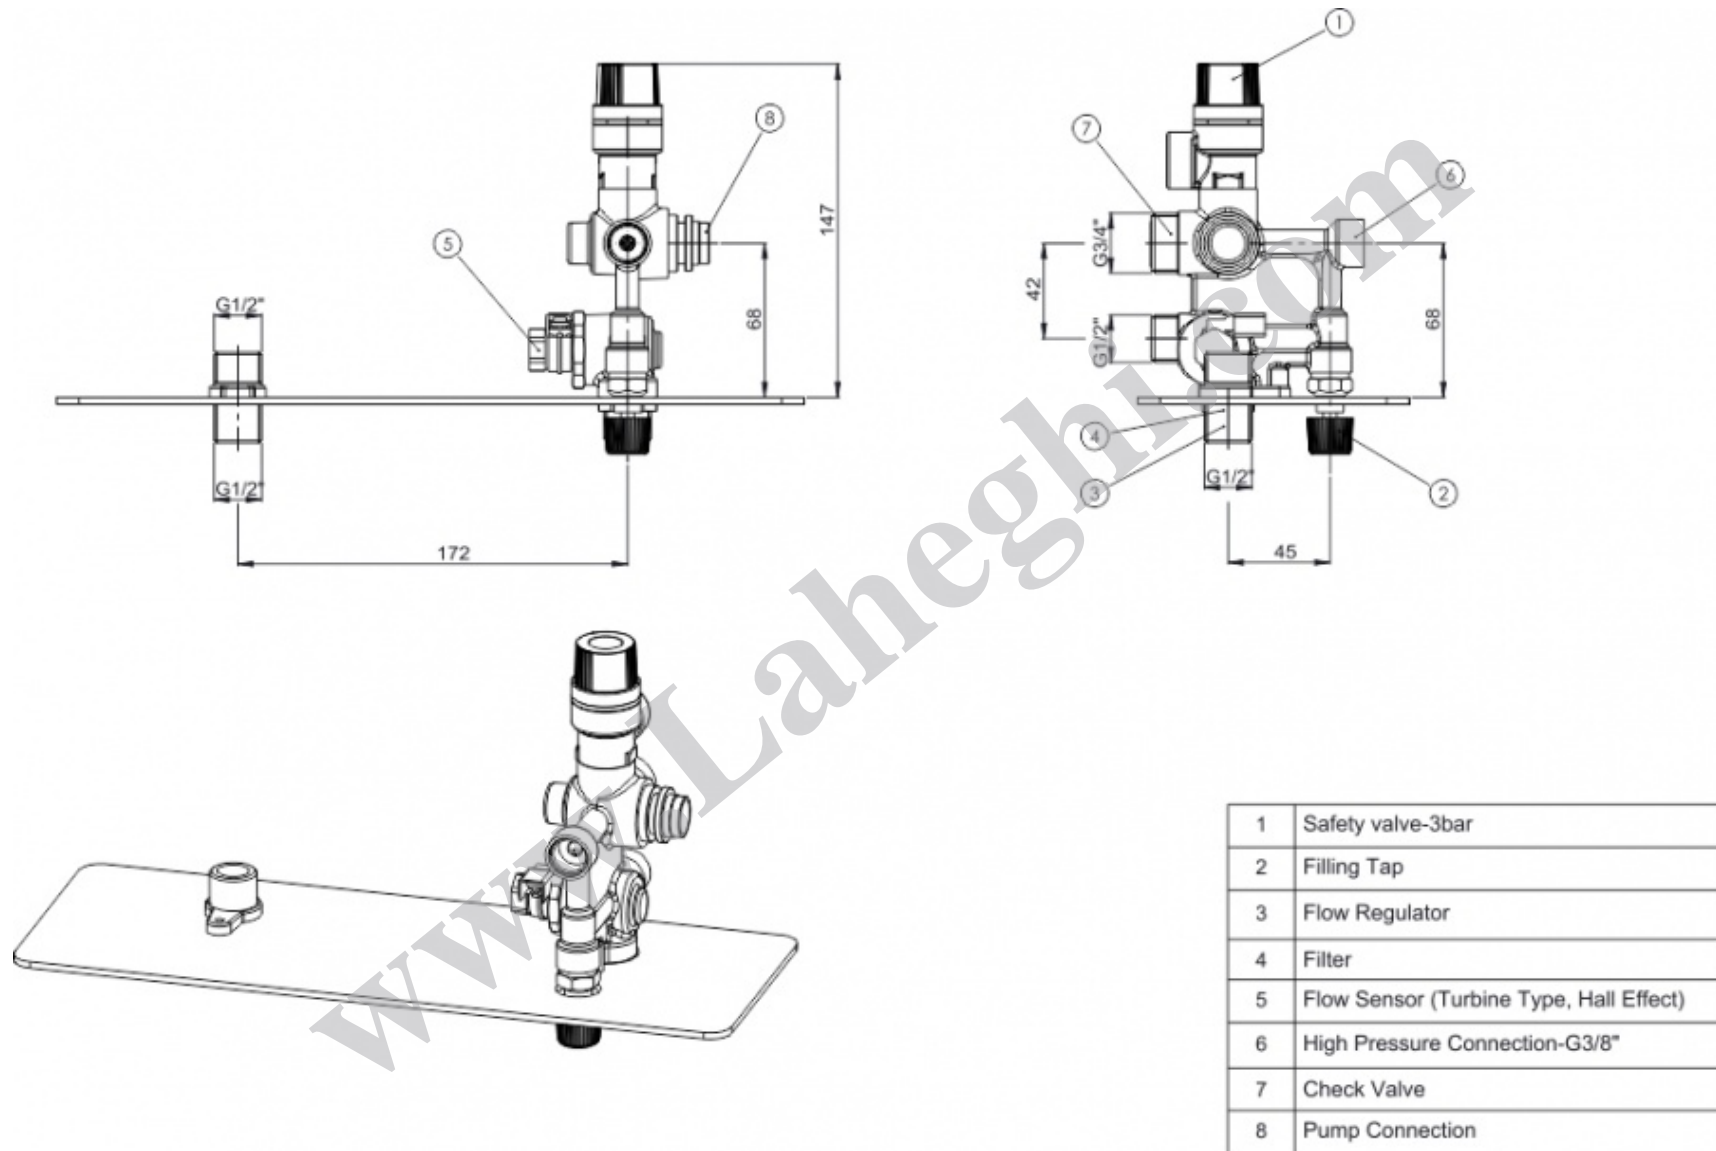 1
8
7
6
5
147
G3/4"
42
68
68
G1/2"
G1/2"
4
G1/2"
G1/2"
3
2
172
45
www.Laheghi.com
1 Safety valve-3bar
2 Filling Tap
3 Flow Regulator
4 Filter
5 Flow Sensor (Turbine Type, Hall Effect)
6 High Pressure Connection-G3/8"
7 Check Valve
8 Pump Connection